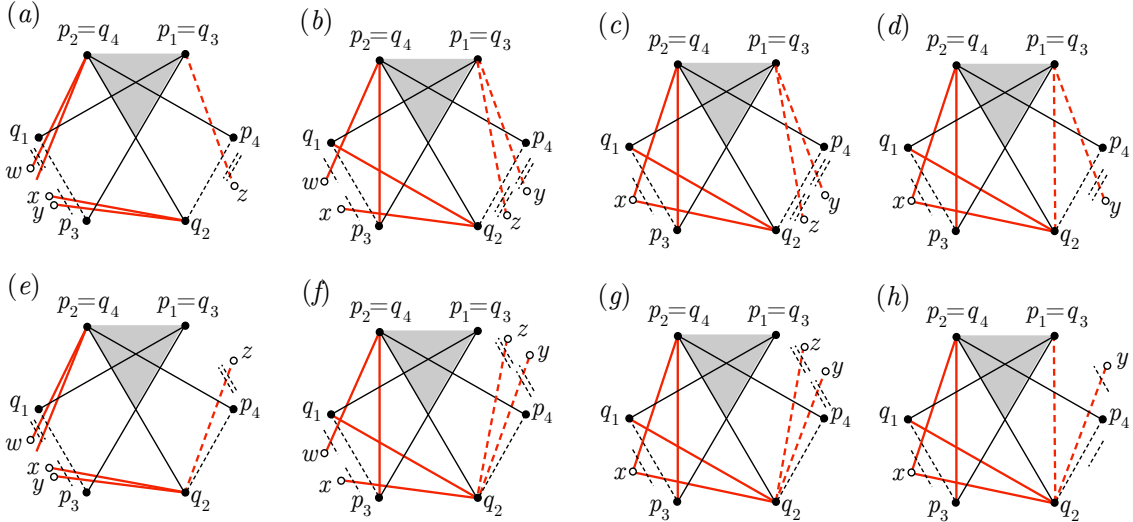 (a) (b) (c) (d)
p₂=q₄ p₁=q₃ p₂=q₄ p₁=q₃ p₂=q₄ p₁=q₃ p₂=q₄ p₁=q₃
q₁ p₄ q₁ p₄ q₁ p₄ q₁ p₄
w z w y x y x y
x x z z
y p₃ q₂ p₃ q₂ p₃ q₂ p₃ q₂
(e) (f) (g) (h)
p₂=q₄ p₁=q₃ p₂=q₄ p₁=q₃ p₂=q₄ p₁=q₃ p₂=q₄ p₁=q₃
z z y z y y
q₁ p₄ q₁ p₄ q₁ p₄ q₁ p₄
w w x x
x x
y p₃ q₂ p₃ q₂ p₃ q₂ p₃ q₂